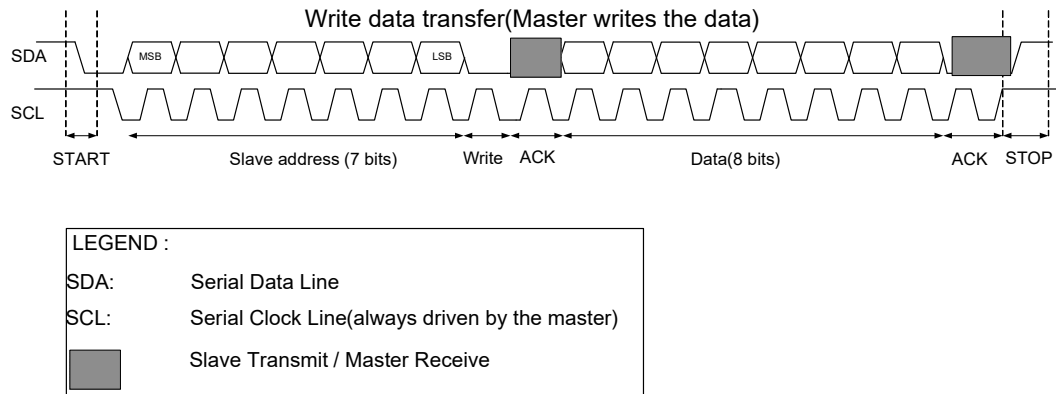 Write data transfer(Master writes the data)
SDA
MSB
LSB
SCL
START
Slave address (7 bits)
Write
ACK
Data(8 bits)
ACK
STOP
LEGEND :
SDA: Serial Data Line
SCL: Serial Clock Line(always driven by the master)
Slave Transmit / Master Receive